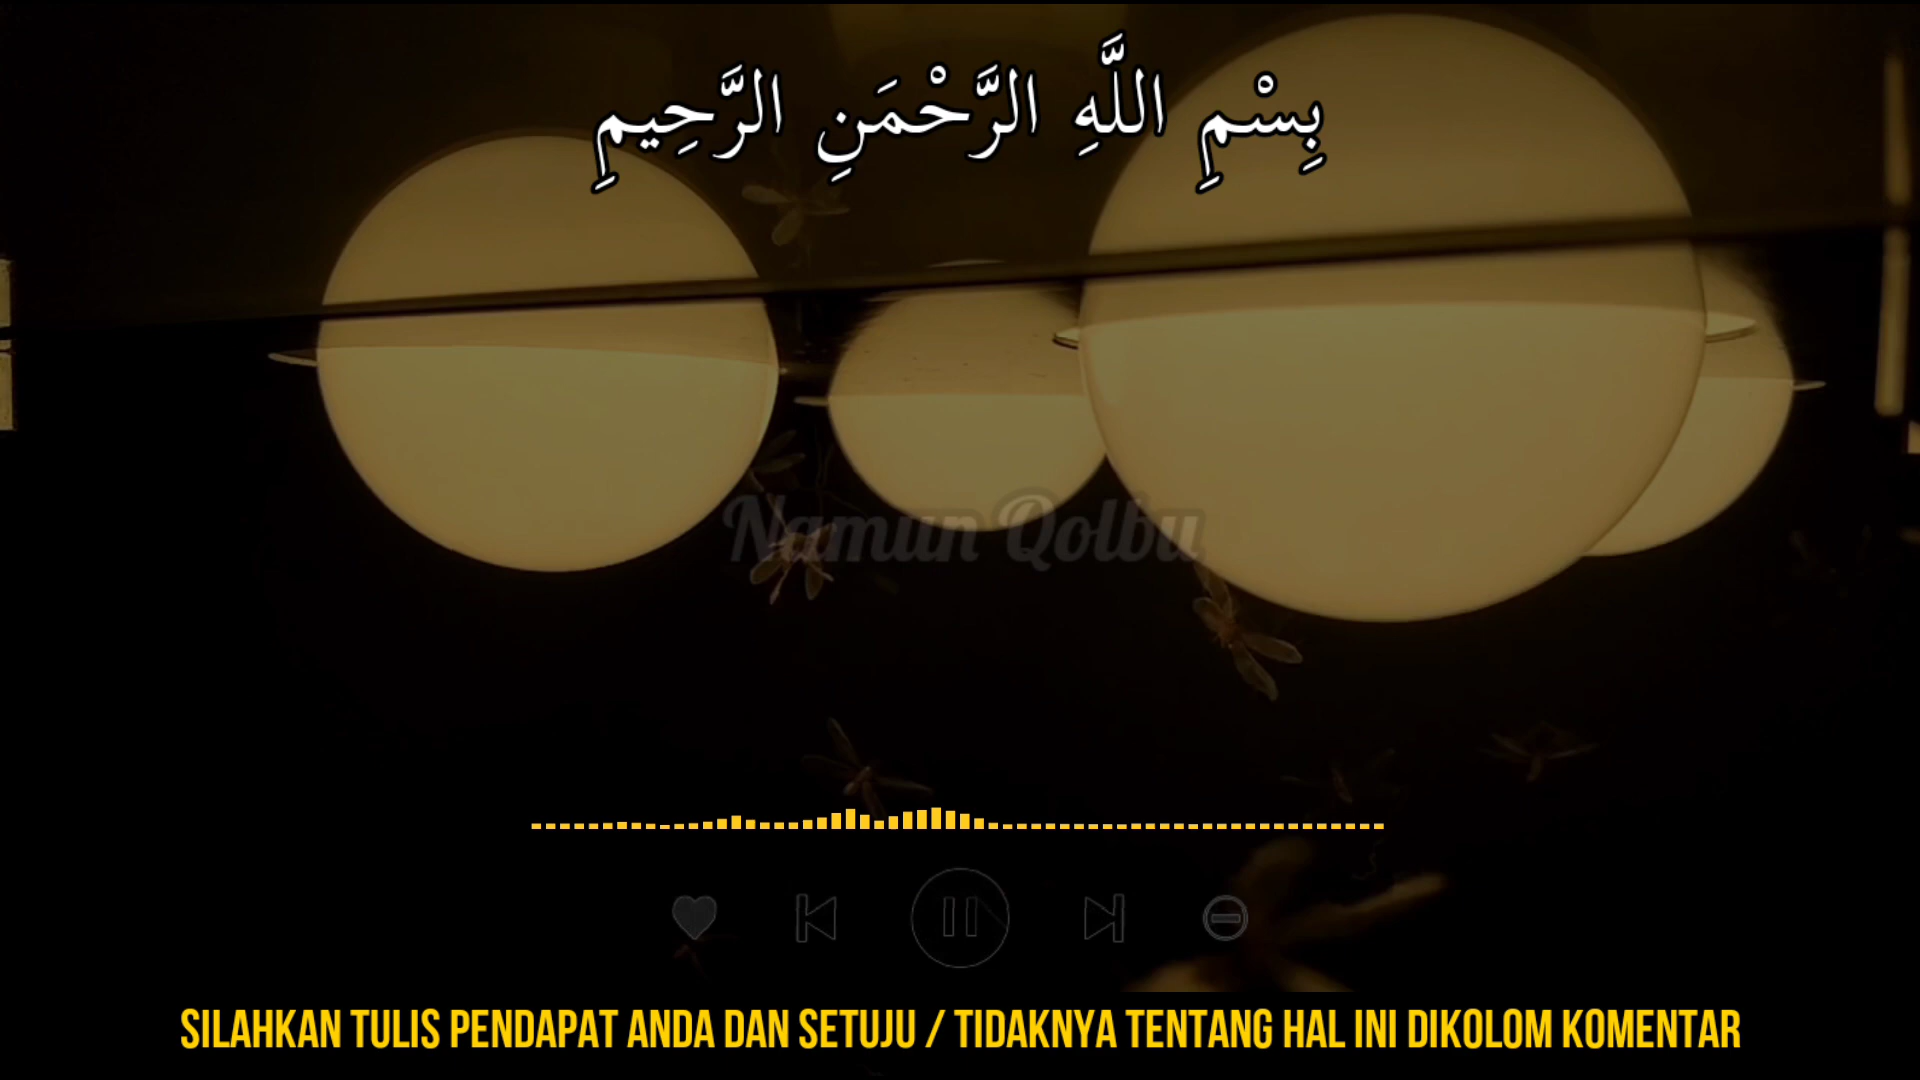 بِسْمِ اللَّهِ الرَّحْمَنِ الرَّحِيمِ
Namun Qolbu
SILAHKAN TULIS PENDAPAT ANDA DAN SETUJU / TIDAKNYA TENTANG HAL INI DIKOLOM KOMENTAR